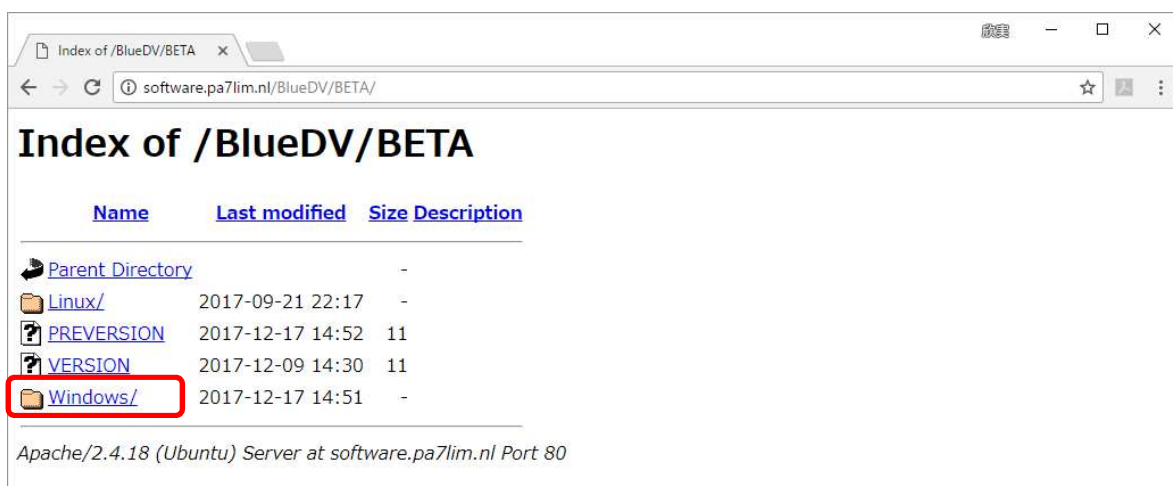 欣実
Index of /BlueDV/BETA
software.pa7lim.nl/BlueDV/BETA/
Index of /BlueDV/BETA
Name Last modified Size Description
Parent Directory -
Linux/ 2017-09-21 22:17 -
PREVERSION 2017-12-17 14:52 11
VERSION 2017-12-09 14:30 11
Windows/ 2017-12-17 14:51 -
Apache/2.4.18 (Ubuntu) Server at software.pa7lim.nl Port 80